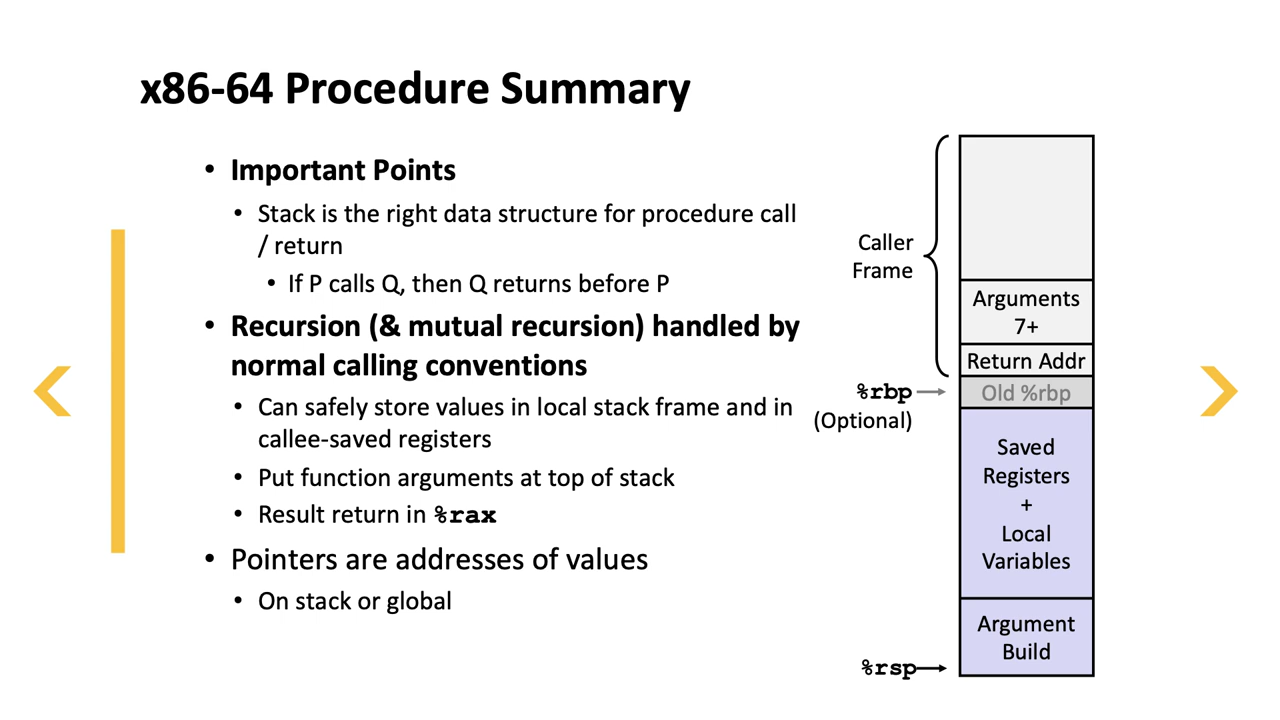 x86-64 Procedure Summary
• Important Points
• Stack is the right data structure for procedure call
/ return
• If P calls Q, then Q returns before P
• Recursion (& mutual recursion) handled by
normal calling conventions
• Can safely store values in local stack frame and in
callee-saved registers
• Put function arguments at top of stack
• Result return in %rax
• Pointers are addresses of values
• On stack or global
Caller
Frame
Arguments
7+
Return Addr
%rbp
(Optional)
Old %rbp
Saved
Registers
+
Local
Variables
Argument
Build
%rsp